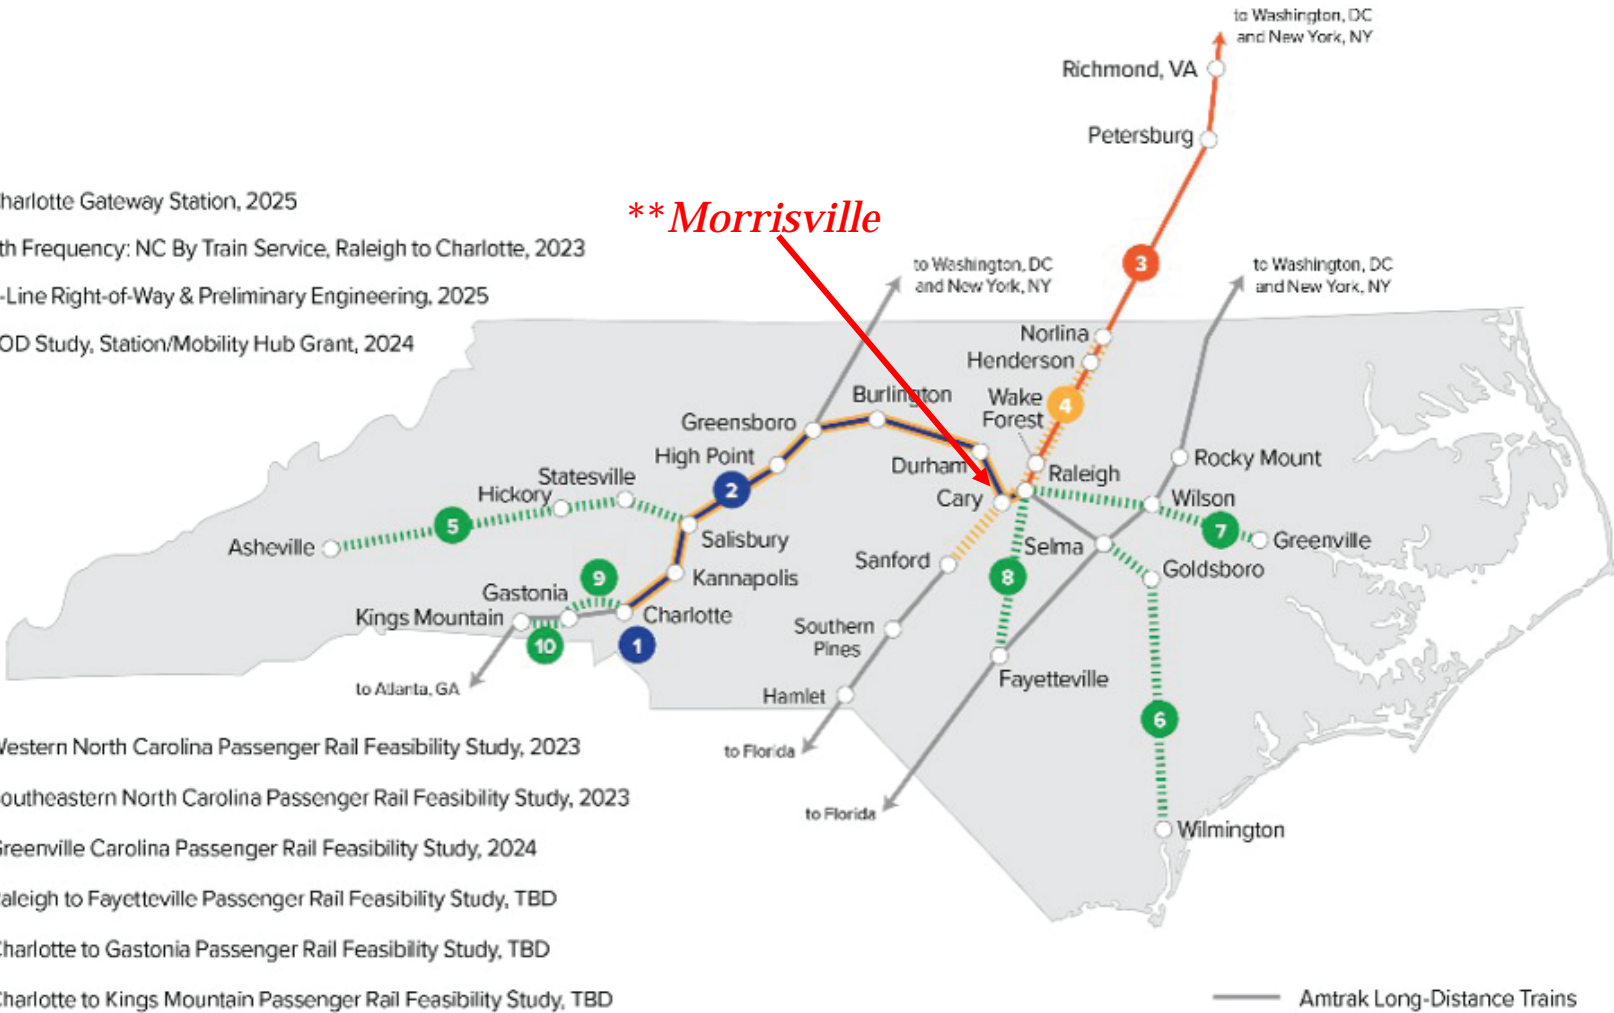 to Washington, DC
and New York, NY
Richmond, VA
Petersburg
harlotte Gateway Station, 2025
**Morrisville
th Frequency: NC By Train Service, Raleigh to Charlotte, 2023
3
to Washington, DC
and New York, NY
to Washington, DC
and New York, NY
-Line Right-of-Way & Preliminary Engineering, 2025
OD Study, Station/Mobility Hub Grant, 2024
Norlina
Henderson
Burlington
Wake
Forest
4
Greensboro
High Point
Durham
Raleigh
Rocky Mount
Statesville
Hickory
2
Cary
Wilson
5
Asheville
Salisbury
Selma
7
Greenville
Sanford
Goldsboro
8
9
Kannapolis
Gastonia
Kings Mountain
Charlotte
10
1
Southern
Pines
Fayetteville
to Atlanta, GA
Hamlet
6
to Florida
to Florida
Wilmington
Western North Carolina Passenger Rail Feasibility Study, 2023
outheastern North Carolina Passenger Rail Feasibility Study, 2023
Greenville Carolina Passenger Rail Feasibility Study, 2024
aleigh to Fayetteville Passenger Rail Feasibility Study, TBD
Charlotte to Gastonia Passenger Rail Feasibility Study, TBD
Charlotte to Kings Mountain Passenger Rail Feasibility Study, TBD
Amtrak Long-Distance Trains